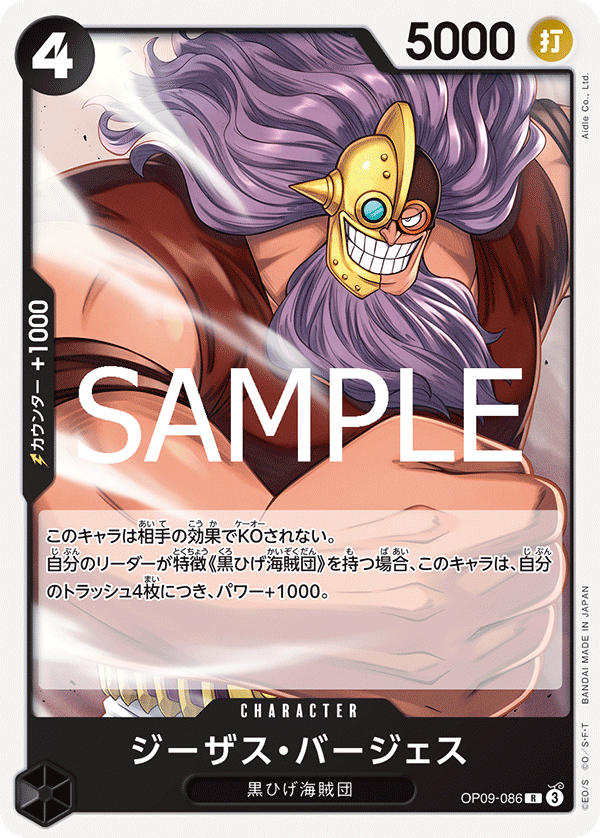 4
5000
打
Aidle Co., Ltd.
カウンター +1000
SAMPLE
このキャラは相手の効果でKOされない。
自分のリーダーが特徴《黒ひげ海賊団》を持つ場合、このキャラは、自分
のトラッシュ4枚につき、パワー+1000。
CHARACTER
ジーザス・バージェス
黒ひげ海賊団
OP09-086 R 3
©E.O/S ©O/S・F・T BANDAI MADE IN JAPAN